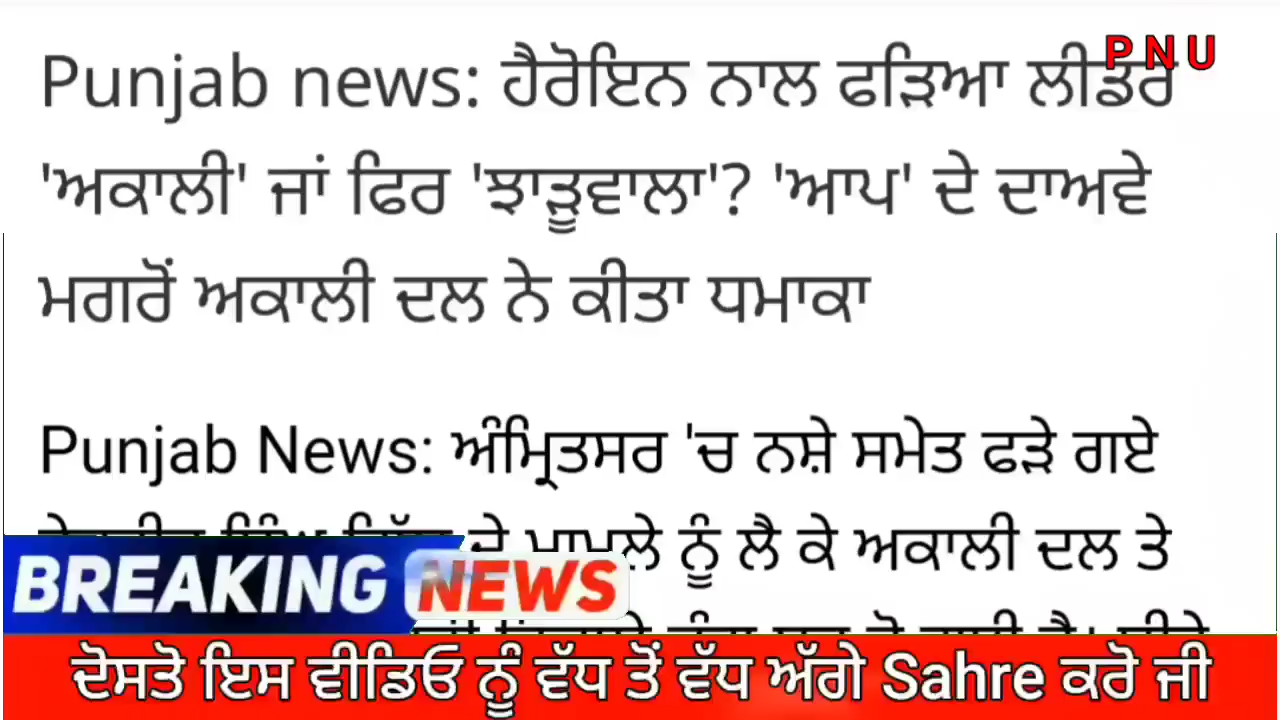 P N U
Punjab news: ਹੈਰੋਇਨ ਨਾਲ ਫੜਿਆ ਲੀਡਰ
'ਅਕਾਲੀ' ਜਾਂ ਫਿਰ 'ਝਾੜੂਵਾਲਾ'? 'ਆਪ' ਦੇ ਦਾਅਵੇ
ਮਗਰੋਂ ਅਕਾਲੀ ਦਲ ਨੇ ਕੀਤਾ ਧਮਾਕਾ
Punjab News: ਅੰਮ੍ਰਿਤਸਰ 'ਚ ਨਸ਼ੇ ਸਮੇਤ ਫੜੇ ਗਏ
ਦੇ ਮਾਮਲੇ ਨੂੰ ਲੈ ਕੇ ਅਕਾਲੀ ਦਲ ਤੇ
BREAKING NEWS
ਦੋਸਤੋ ਇਸ ਵੀਡਿਓ ਨੂੰ ਵੱਧ ਤੋਂ ਵੱਧ ਅੱਗੇ Sahre ਕਰੋ ਜੀ